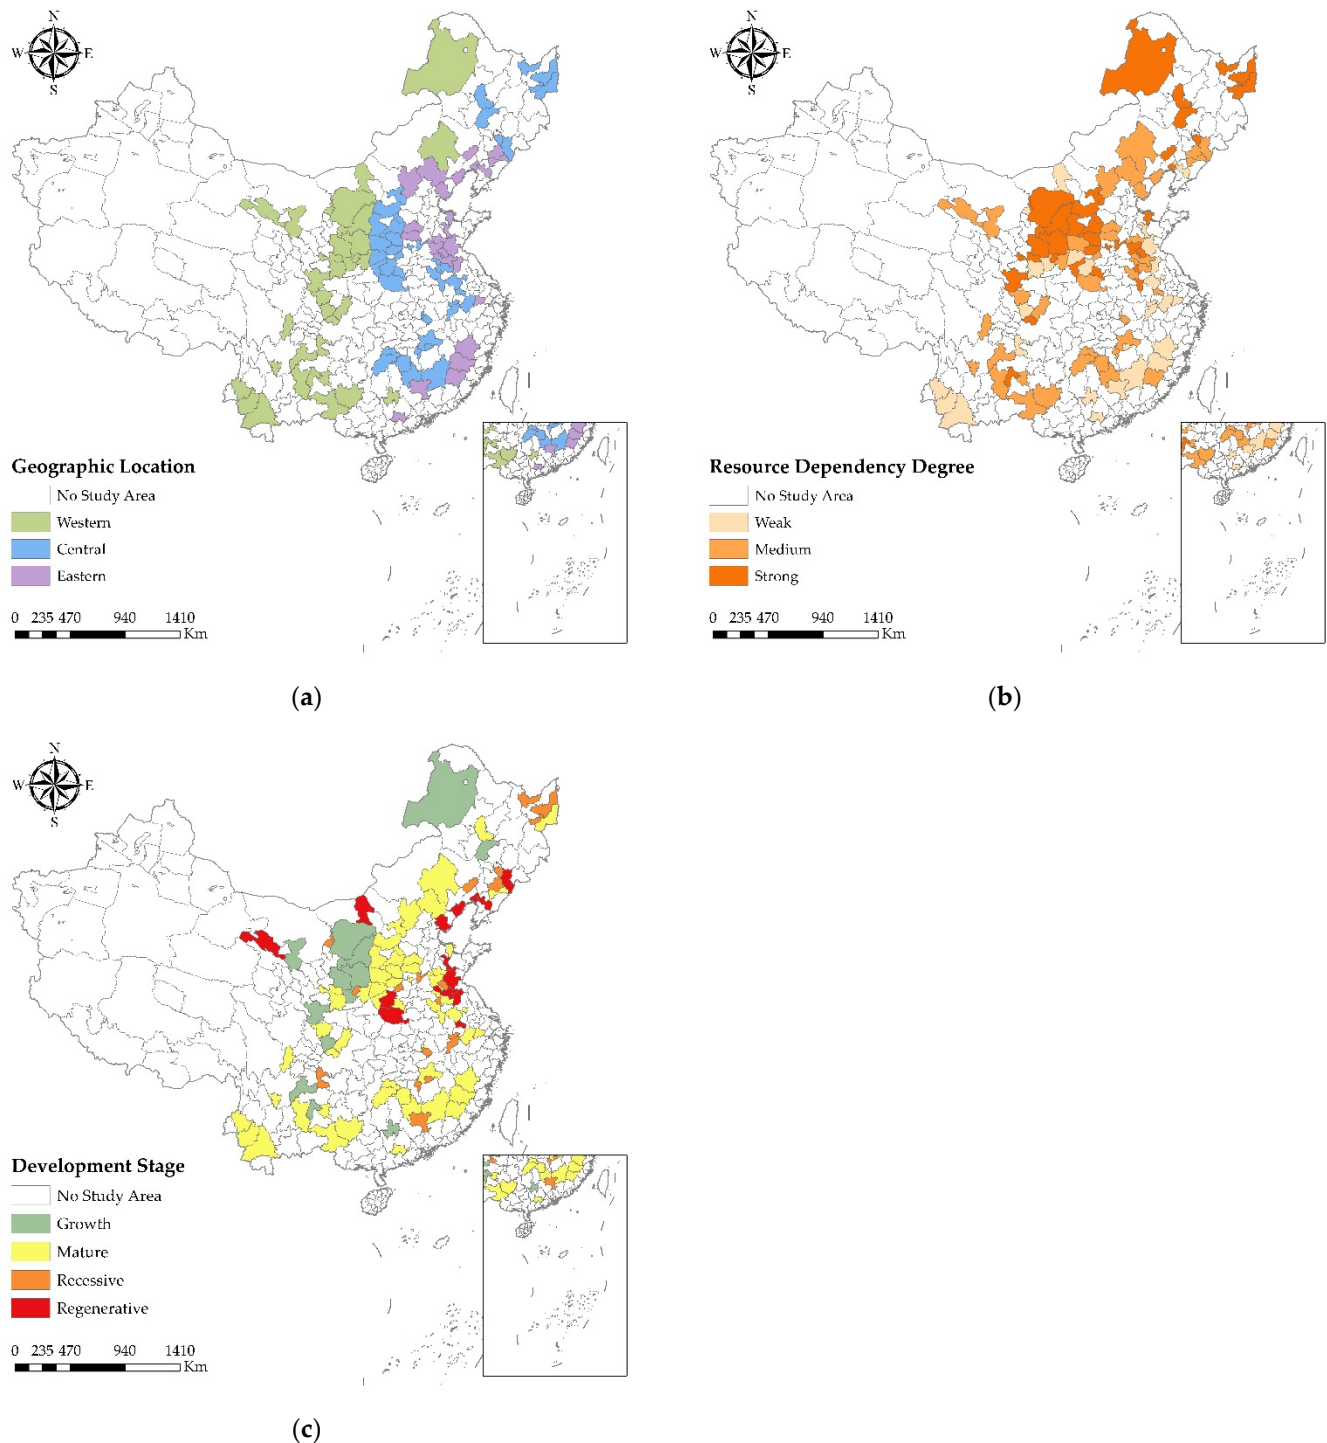 N
W E
S
Geographic Location
No Study Area
Western
Central
Eastern
0 235 470 940 1410
Km
(a)
N
W E
S
Resource Dependency Degree
No Study Area
Weak
Medium
Strong
0 235 470 940 1410
Km
(b)
N
W E
S
Development Stage
No Study Area
Growth
Mature
Recessive
Regenerative
0 235 470 940 1410
Km
(c)